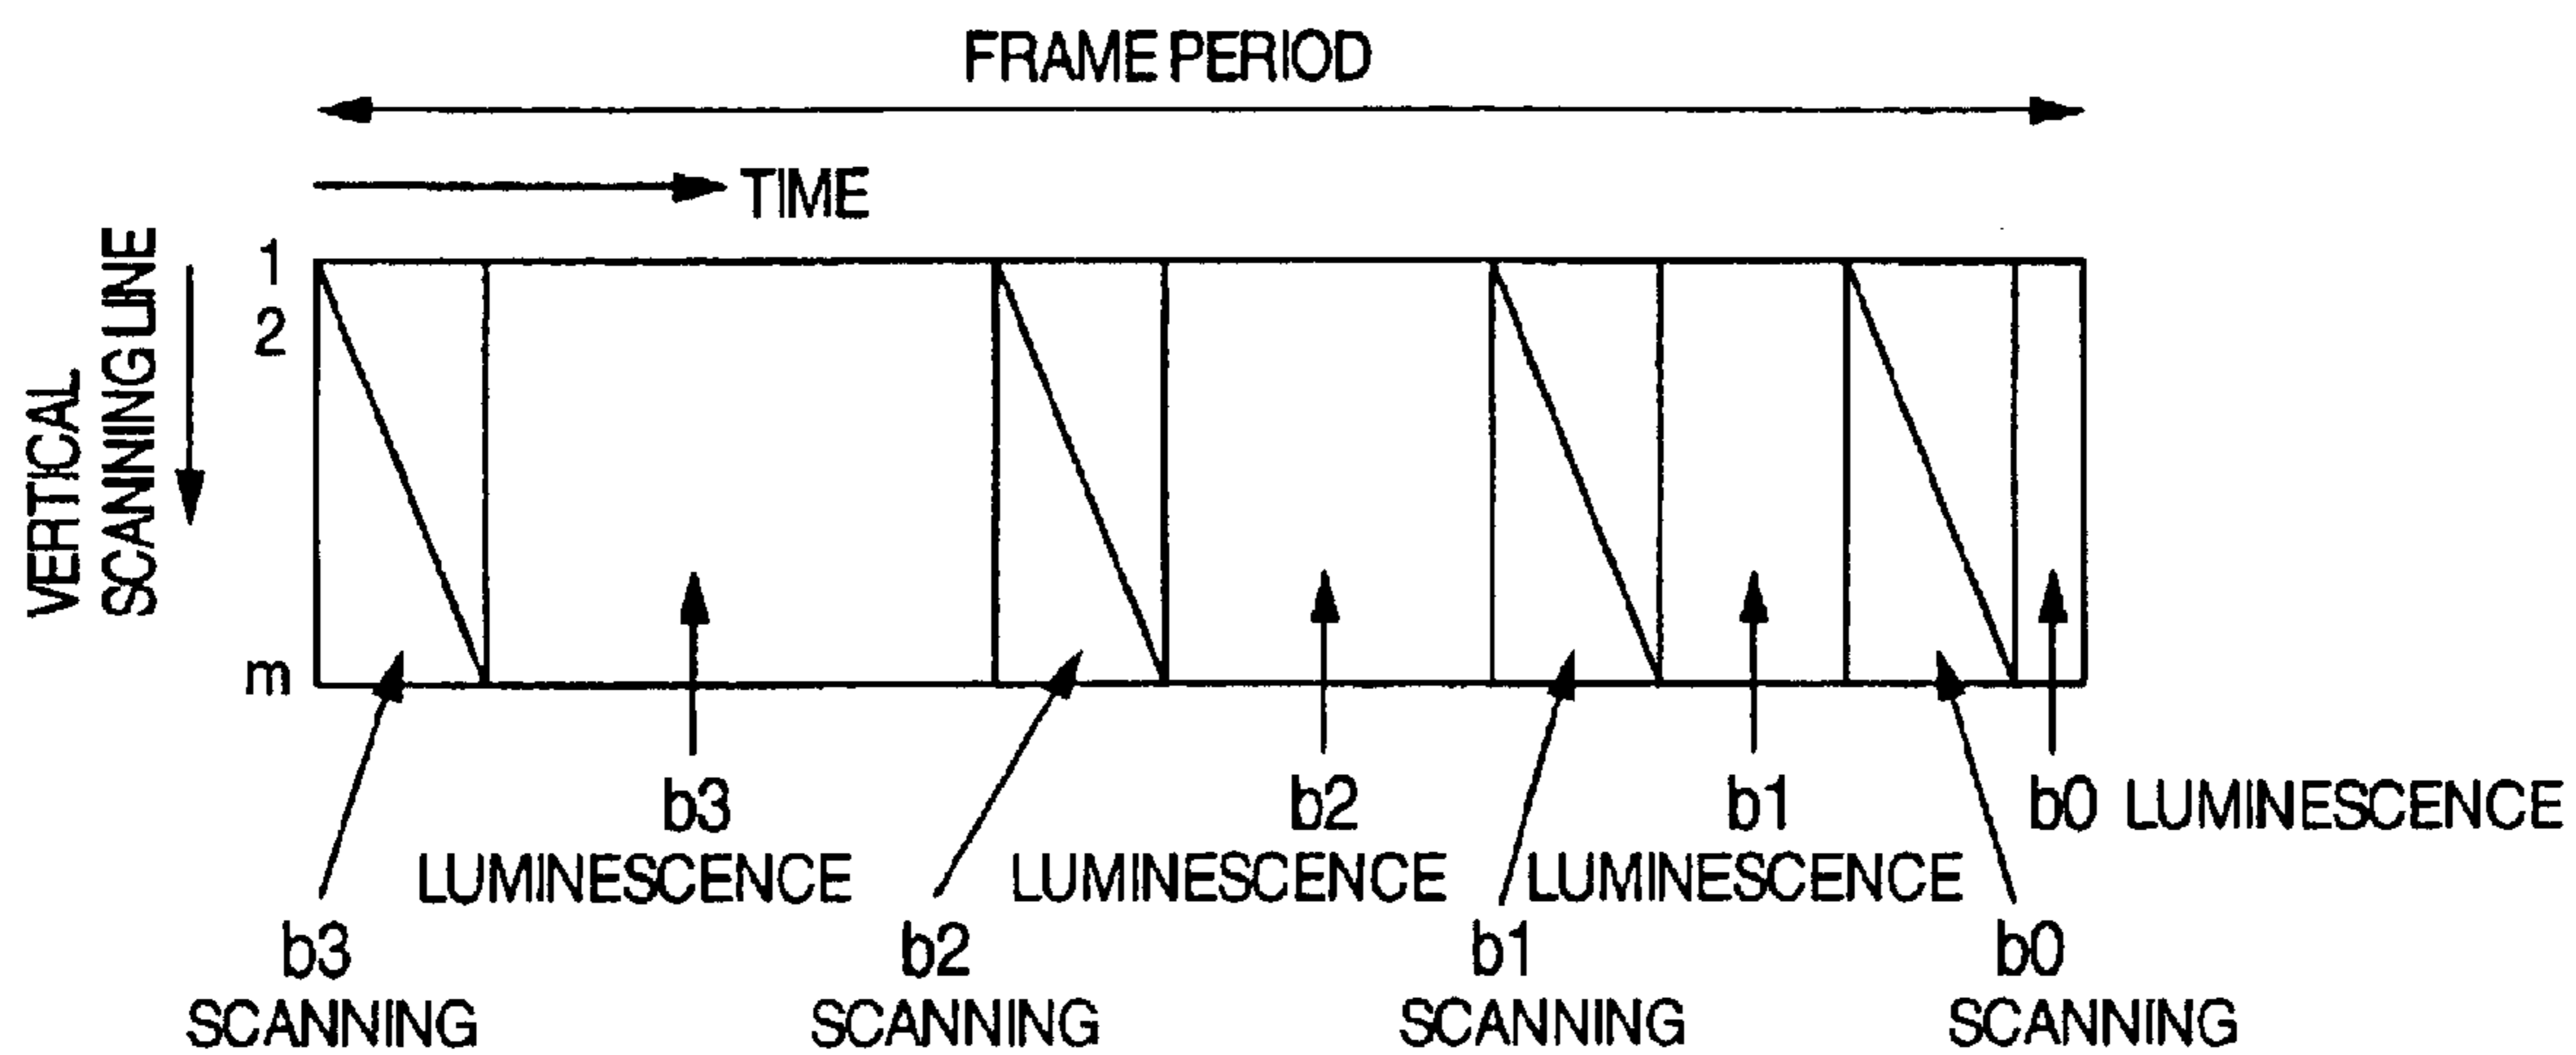 FRAME PERIOD
TIME
VERTICAL
SCANNING LINE
1
2
m
b3
LUMINESCENCE
b2
LUMINESCENCE
b1
LUMINESCENCE
b0 LUMINESCENCE
b3
SCANNING
b2
SCANNING
b1
SCANNING
b0
SCANNING